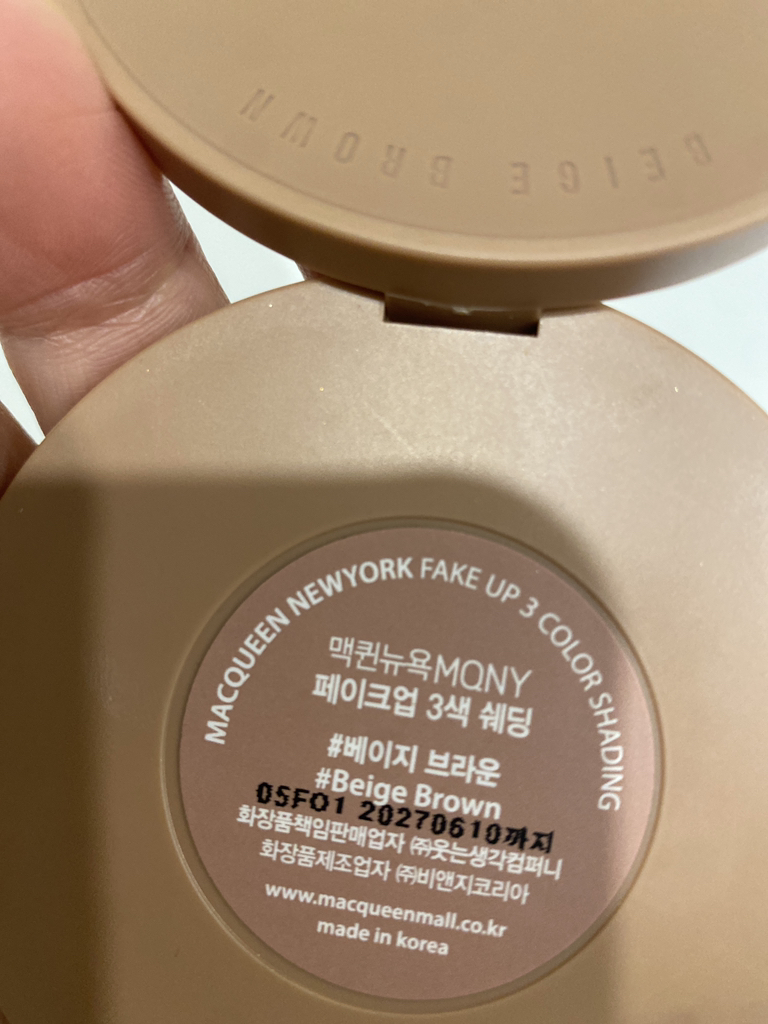 BEIGE BROWN
MACQUEEN NEWYORK FAKE UP 3 COLOR SHADING
맥퀸뉴욕MQNY
페이크업 3색 쉐딩
#베이지 브라운
#Beige Brown
05F01 20270610까지
화장품책임판매업자 ㈜웃는생각컴퍼니
화장품제조업자 ㈜비앤지코리아
www.macqueenmall.co.kr
made in korea